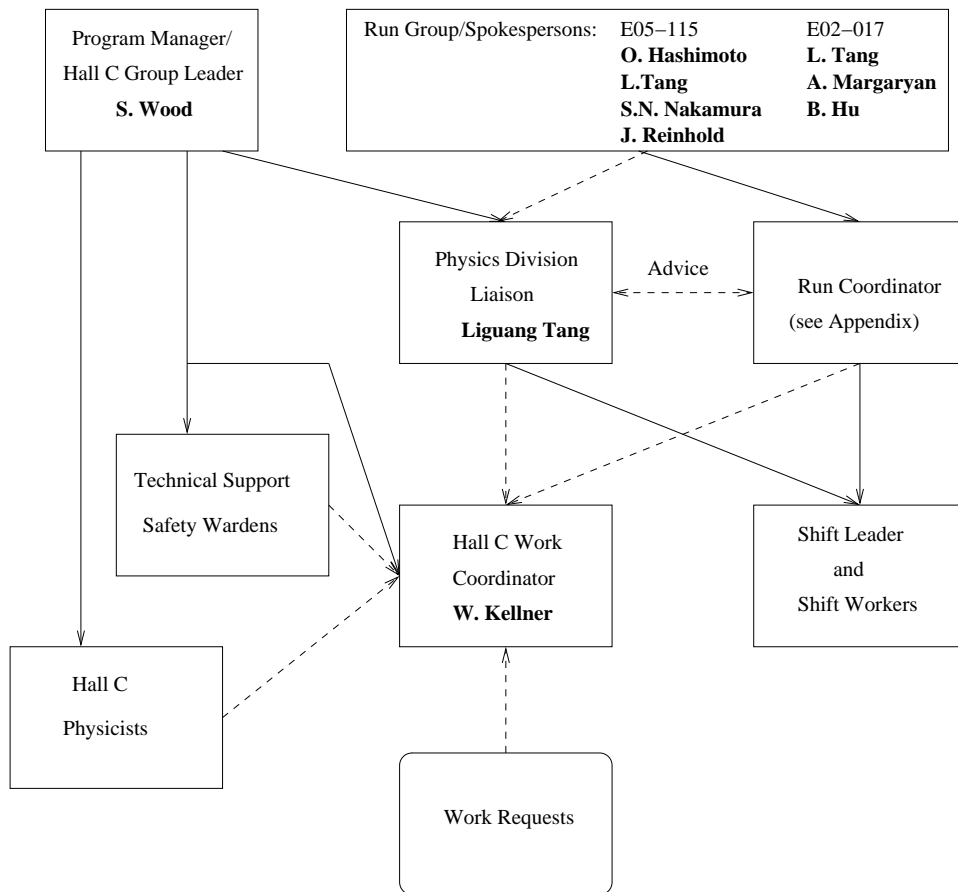 Program Manager/
Hall C Group Leader
S. Wood
Run Group/Spokespersons: E05–115 E02–017
O. Hashimoto L. Tang
L.Tang A. Margaryan
S.N. Nakamura B. Hu
J. Reinhold
Physics Division
Liaison
Liguang Tang
Advice
Run Coordinator
(see Appendix)
Technical Support
Safety Wardens
Hall C Work
Coordinator
W. Kellner
Shift Leader
and
Shift Workers
Hall C
Physicists
Work Requests